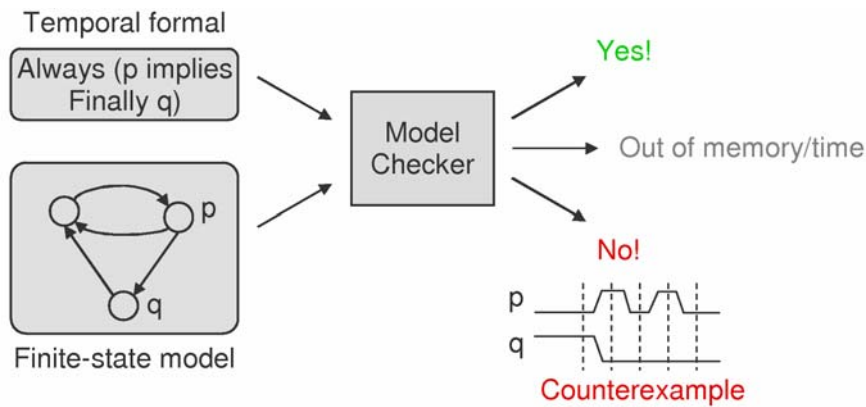 Temporal formal
Always (p implies
Finally q)
p
q
Finite-state model
Model
Checker
Yes!
Out of memory/time
No!
p
q
Counterexample